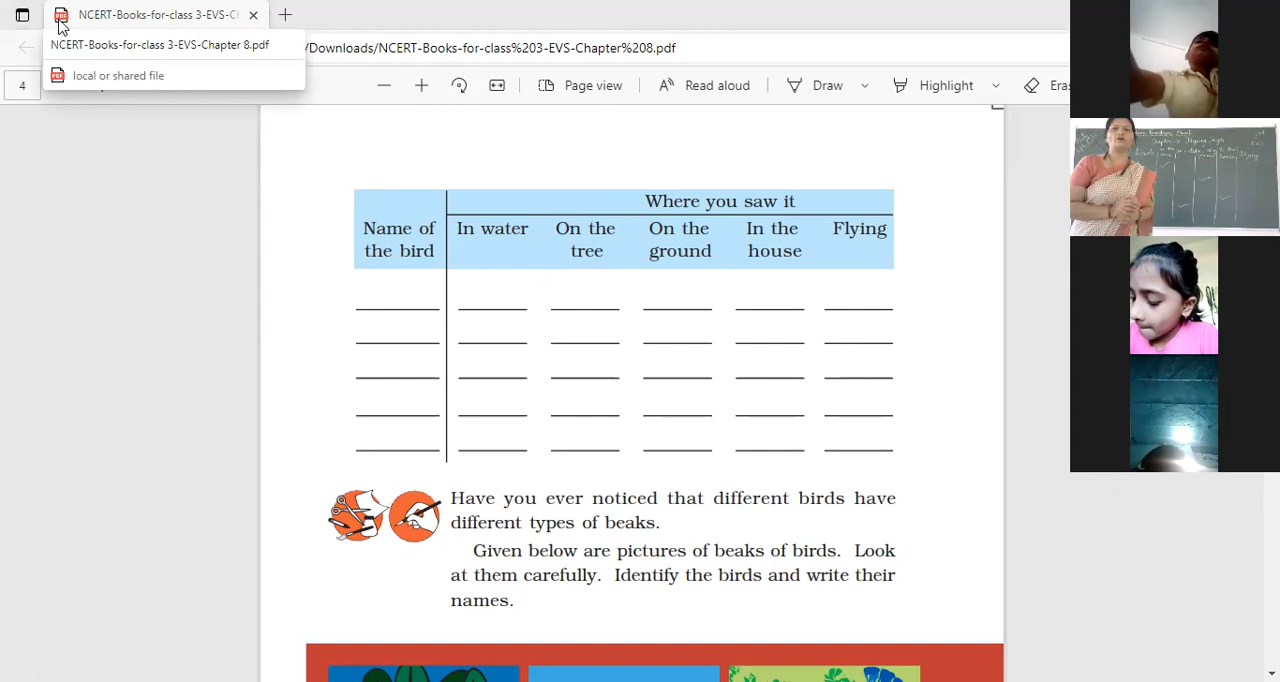 NCERT-Books-for-class 3-EVS-C
NCERT-Books-for-class 3-EVS-Chapter 8.pdf
local or shared file
/Downloads/NCERT-Books-for-class%203-EVS-Chapter%208.pdf
4
Page view
Read aloud
Draw
Highlight
Eras
Where you saw it
Name of the bird
In water
On the tree
On the ground
In the house
Flying
Have you ever noticed that different birds have
different types of beaks.
Given below are pictures of beaks of birds. Look
at them carefully. Identify the birds and write their
names.